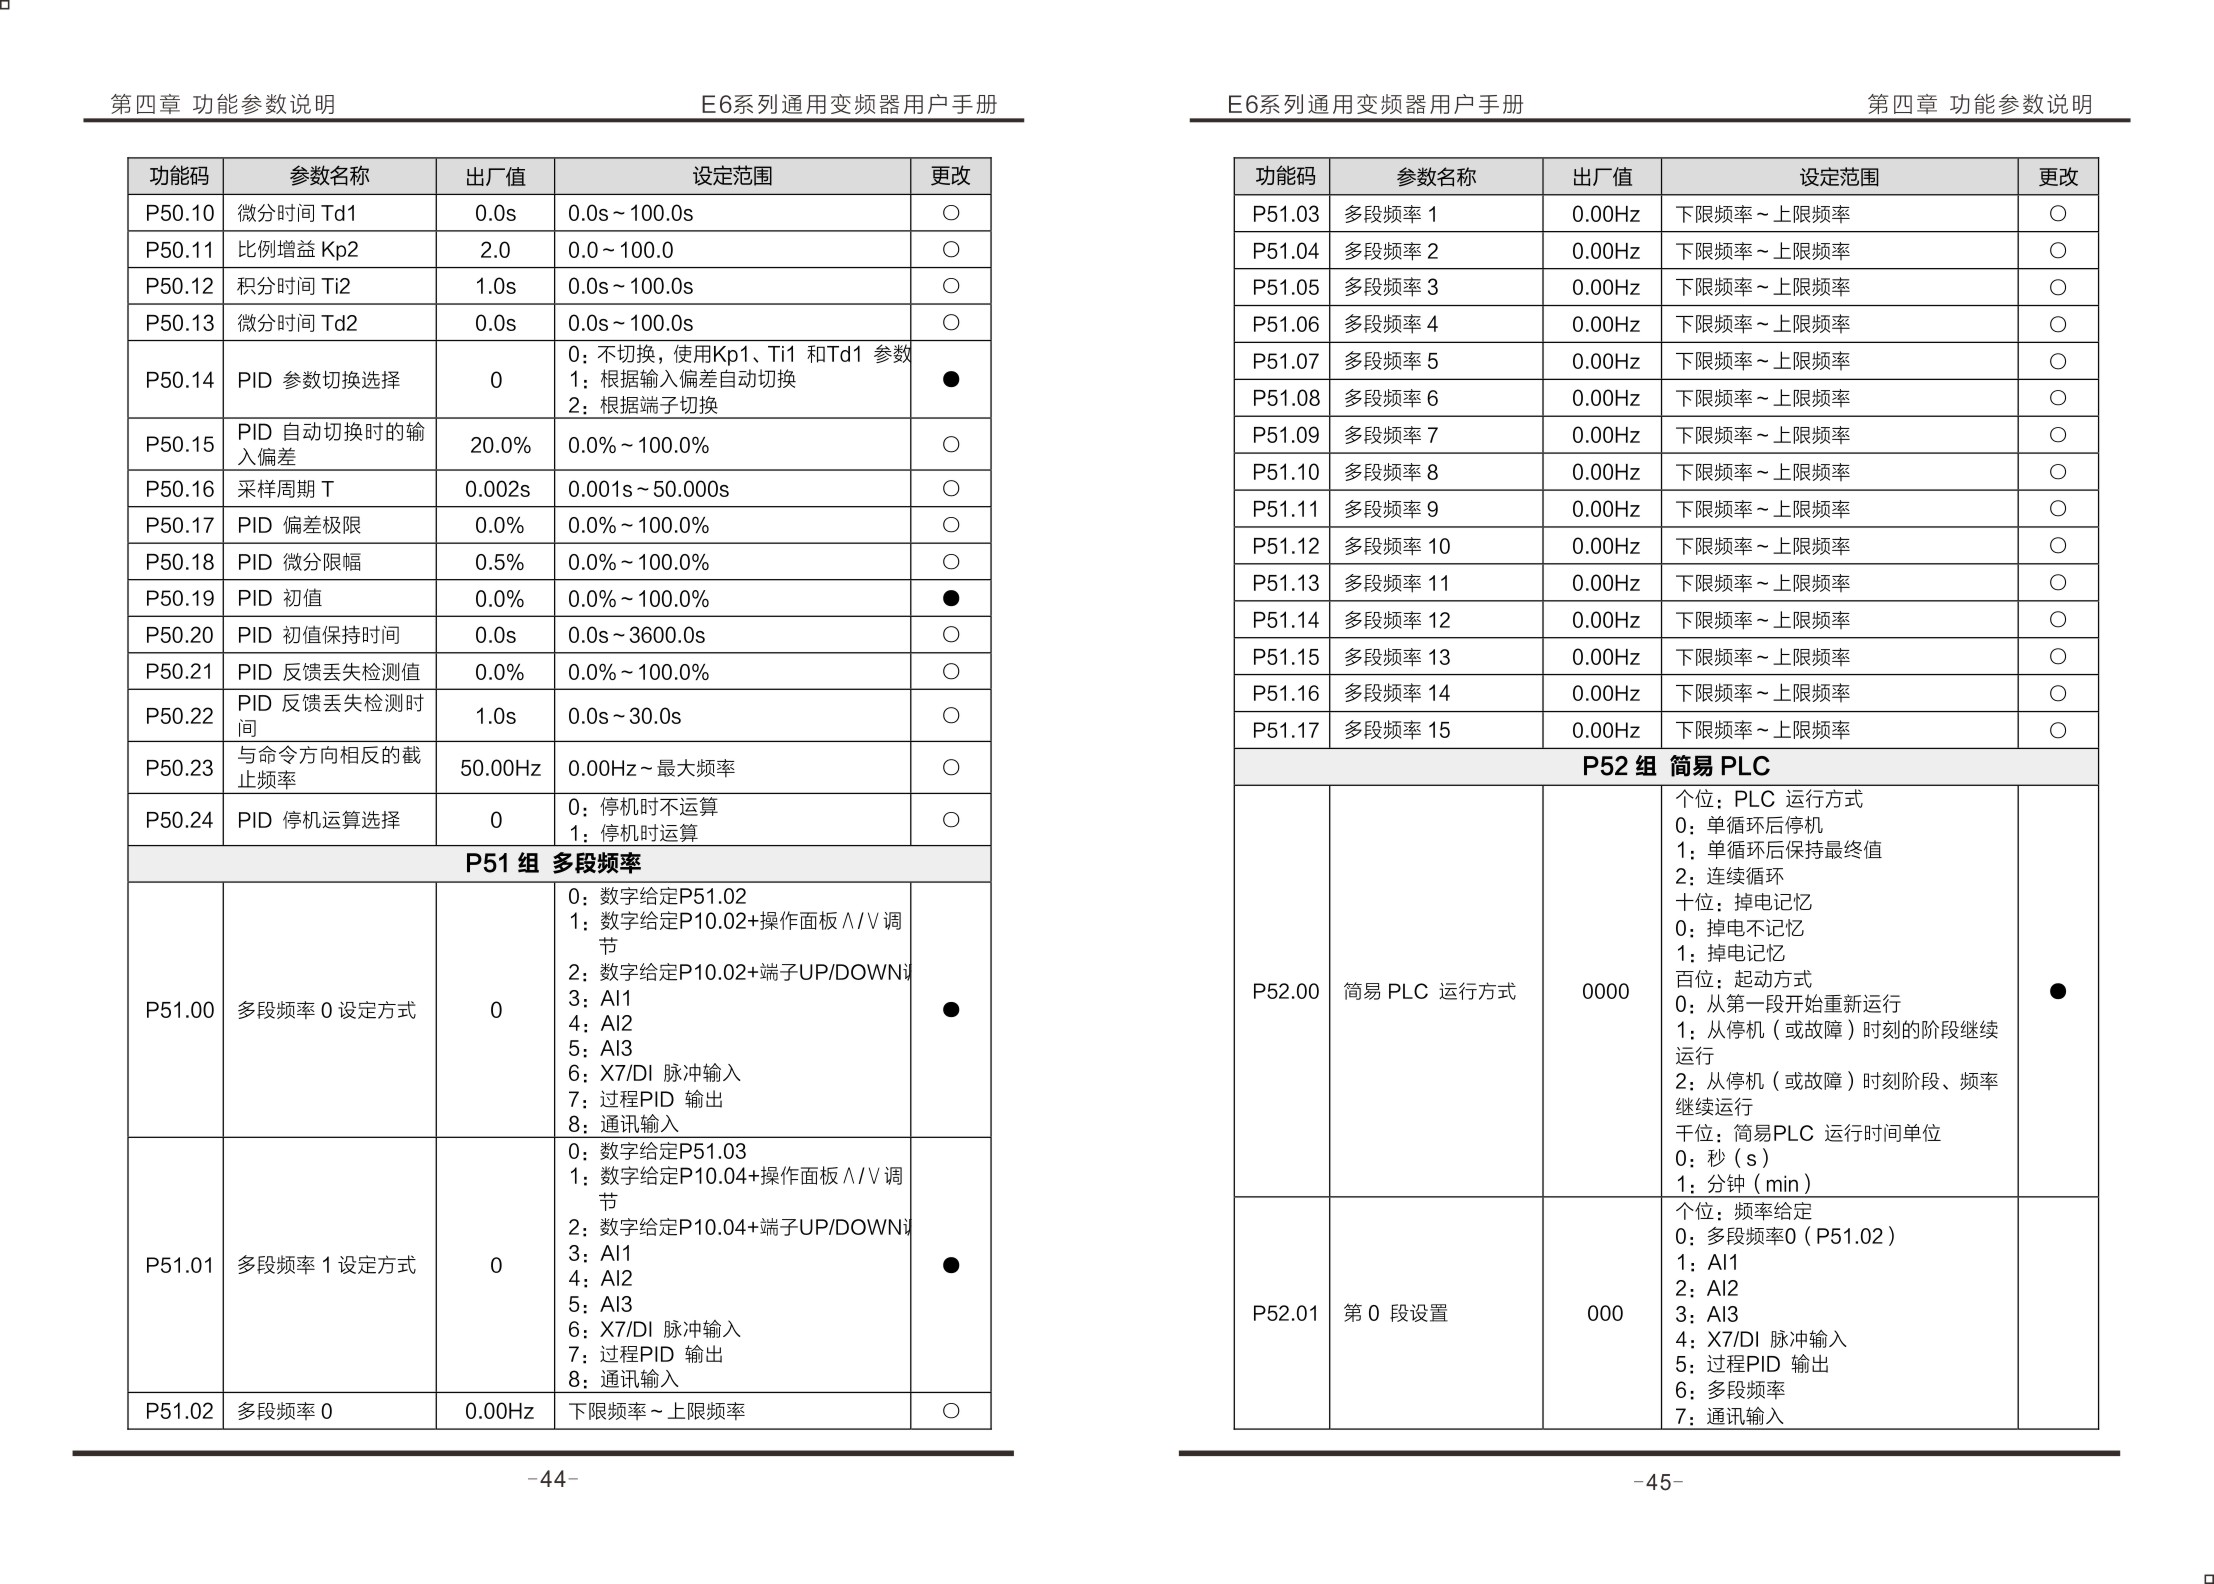 第四章 功能参数说明 E6系列通用变频器用户手册
功能码 参数名称 出厂值 设定范围 更改
P50.10 微分时间 Td1 0.0s 0.0s~100.0s ○
P50.11 比例增益 Kp2 2.0 0.0~100.0 ○
P50.12 积分时间 Ti2 1.0s 0.0s~100.0s ○
P50.13 微分时间 Td2 0.0s 0.0s~100.0s ○
P50.14 PID 参数切换选择 0 0：不切换，使用Kp1、Ti1 和Td1 参数
1：根据输入偏差自动切换
2：根据端子切换 ●
P50.15 PID 自动切换时的输
入偏差 20.0% 0.0%~100.0% ○
P50.16 采样周期 T 0.002s 0.001s~50.000s ○
P50.17 PID 偏差极限 0.0% 0.0%~100.0% ○
P50.18 PID 微分限幅 0.5% 0.0%~100.0% ○
P50.19 PID 初值 0.0% 0.0%~100.0% ●
P50.20 PID 初值保持时间 0.0s 0.0s~3600.0s ○
P50.21 PID 反馈丢失检测值 0.0% 0.0%~100.0% ○
P50.22 PID 反馈丢失检测时
间 1.0s 0.0s~30.0s ○
P50.23 与命令方向相反的截
止频率 50.00Hz 0.00Hz~最大频率 ○
P50.24 PID 停机运算选择 0 0：停机时不运算
1：停机时运算 ○
P51 组 多段频率
P51.00 多段频率 0 设定方式 0 0：数字给定P51.02
1：数字给定P10.02+操作面板∧/∨调
节
2：数字给定P10.02+端子UP/DOWN
3：AI1
4：AI2
5：AI3
6：X7/DI 脉冲输入
7：过程PID 输出
8：通讯输入 ●
P51.01 多段频率 1 设定方式 0 0：数字给定P51.03
1：数字给定P10.04+操作面板∧/∨调
节
2：数字给定P10.04+端子UP/DOWN
3：AI1
4：AI2
5：AI3
6：X7/DI 脉冲输入
7：过程PID 输出
8：通讯输入 ●
P51.02 多段频率 0 0.00Hz 下限频率~上限频率 ○
-44-
E6系列通用变频器用户手册 第四章 功能参数说明
功能码 参数名称 出厂值 设定范围 更改
P51.03 多段频率 1 0.00Hz 下限频率~上限频率 ○
P51.04 多段频率 2 0.00Hz 下限频率~上限频率 ○
P51.05 多段频率 3 0.00Hz 下限频率~上限频率 ○
P51.06 多段频率 4 0.00Hz 下限频率~上限频率 ○
P51.07 多段频率 5 0.00Hz 下限频率~上限频率 ○
P51.08 多段频率 6 0.00Hz 下限频率~上限频率 ○
P51.09 多段频率 7 0.00Hz 下限频率~上限频率 ○
P51.10 多段频率 8 0.00Hz 下限频率~上限频率 ○
P51.11 多段频率 9 0.00Hz 下限频率~上限频率 ○
P51.12 多段频率 10 0.00Hz 下限频率~上限频率 ○
P51.13 多段频率 11 0.00Hz 下限频率~上限频率 ○
P51.14 多段频率 12 0.00Hz 下限频率~上限频率 ○
P51.15 多段频率 13 0.00Hz 下限频率~上限频率 ○
P51.16 多段频率 14 0.00Hz 下限频率~上限频率 ○
P51.17 多段频率 15 0.00Hz 下限频率~上限频率 ○
P52 组 简易 PLC
P52.00 简易 PLC 运行方式 0000 个位：PLC 运行方式
0：单循环后停机
1：单循环后保持最终值
2：连续循环
十位：掉电记忆
0：掉电不记忆
1：掉电记忆
百位：起动方式
0：从第一段开始重新运行
1：从停机（或故障）时刻的阶段继续
运行
2：从停机（或故障）时刻阶段、频率
继续运行
千位：简易PLC 运行时间单位
0：秒（s）
1：分钟（min） ●
P52.01 第 0 段设置 000 个位：频率给定
0：多段频率0（P51.02）
1：AI1
2：AI2
3：AI3
4：X7/DI 脉冲输入
5：过程PID 输出
6：多段频率
7：通讯输入
-45-